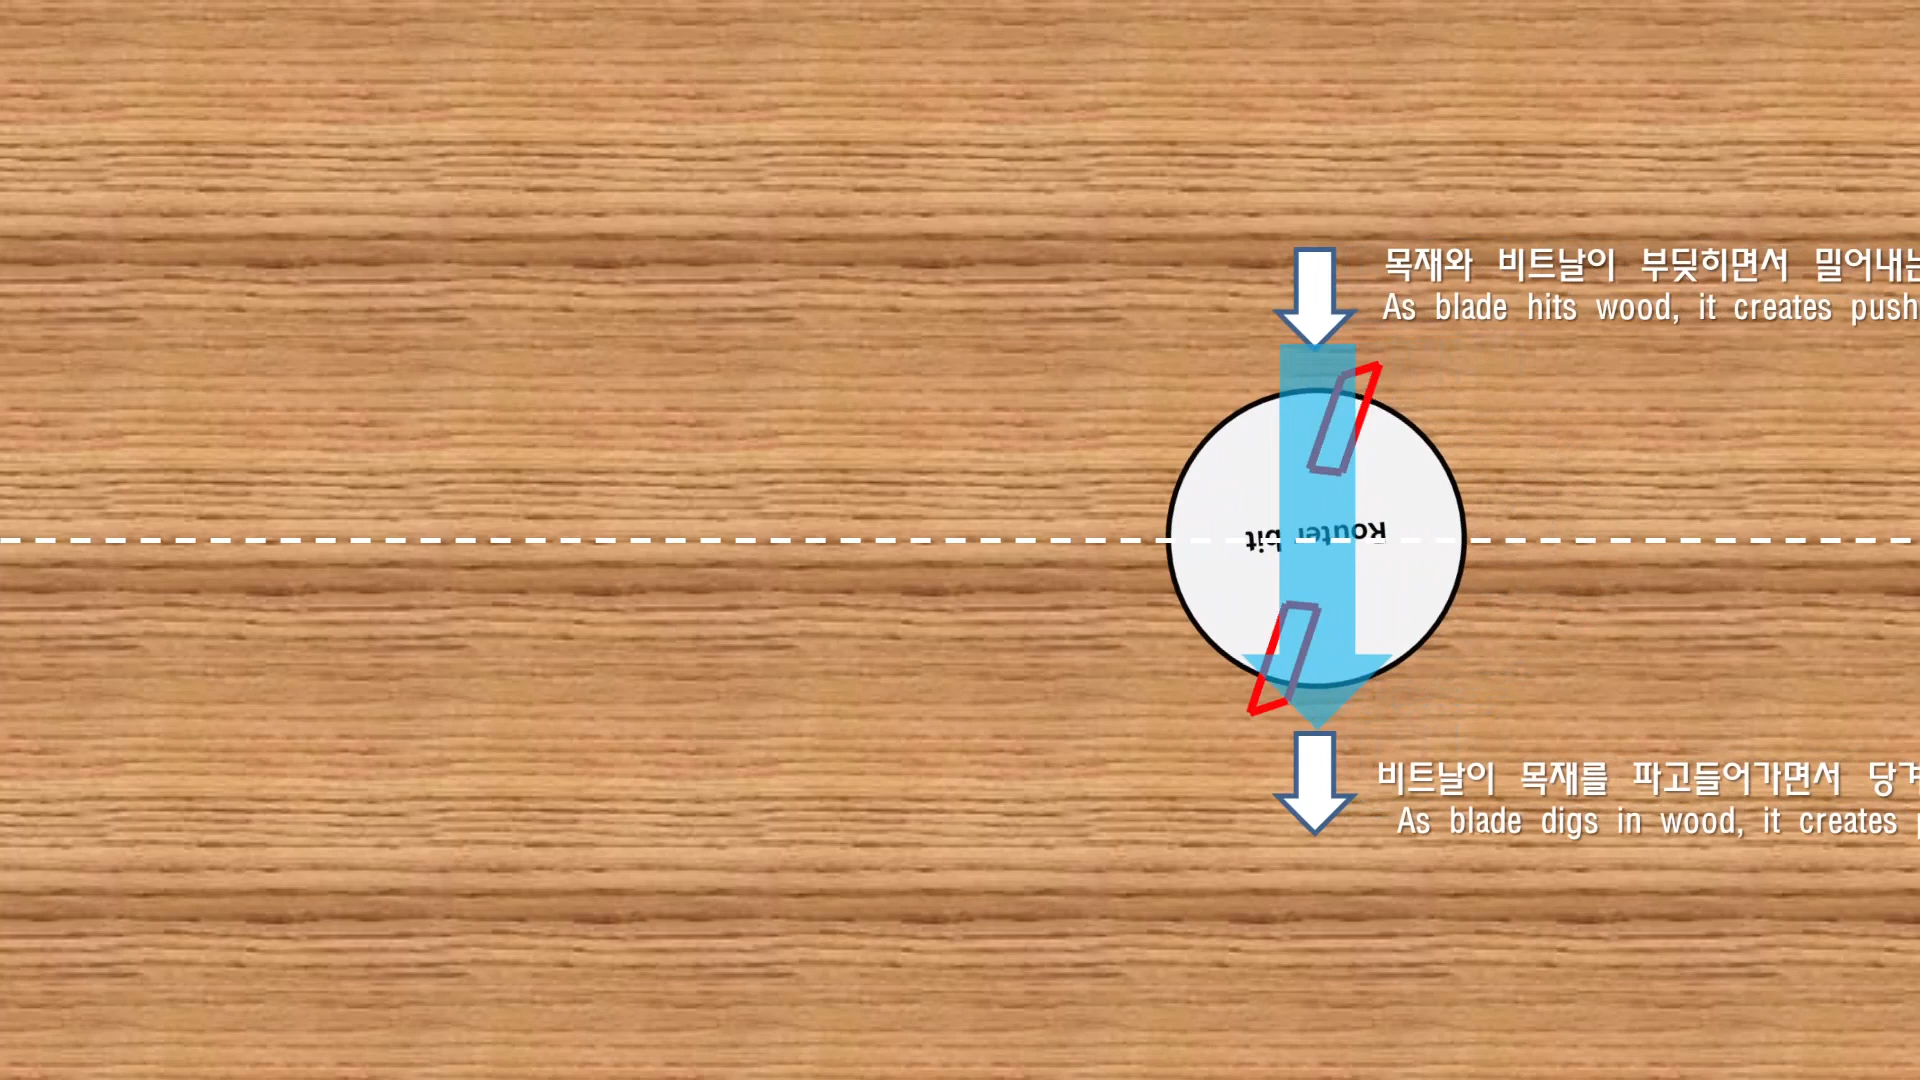 목재와 비트날이 부딪히면서 밀어내는
As blade hits wood, it creates push
Router bit
비트날이 목재를 파고들어가면서
As blade digs in wood, it creates